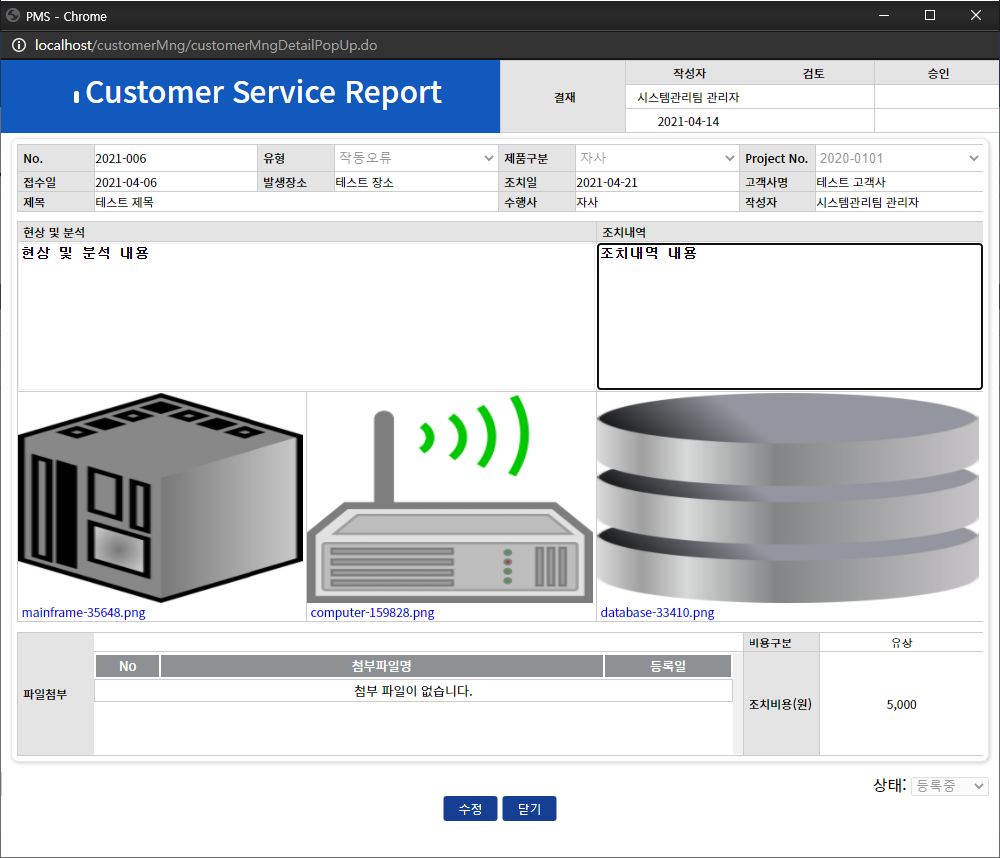 PMS - Chrome
localhost/customerMng/customerMngDetailPopUp.do
Customer Service Report
결재
작성자 검토 승인
시스템관리팀 관리자
2021-04-14
No. 2021-006 유형 작동오류 제품구분 자사 Project No. 2020-0101
접수일 2021-04-06 발생장소 테스트 장소 조치일 2021-04-21 고객사명 테스트 고객사
제목 테스트 제목 수행사 자사 작성자 시스템관리팀 관리자
현상 및 분석 조치내역
현상 및 분석 내용 조치내역 내용
mainframe-35648.png computer-159828.png database-33410.png
파일첨부
No 첨부파일명 등록일
첨부 파일이 없습니다.
비용구분 유상
조치비용(원) 5,000
상태: 등록중
수정 닫기